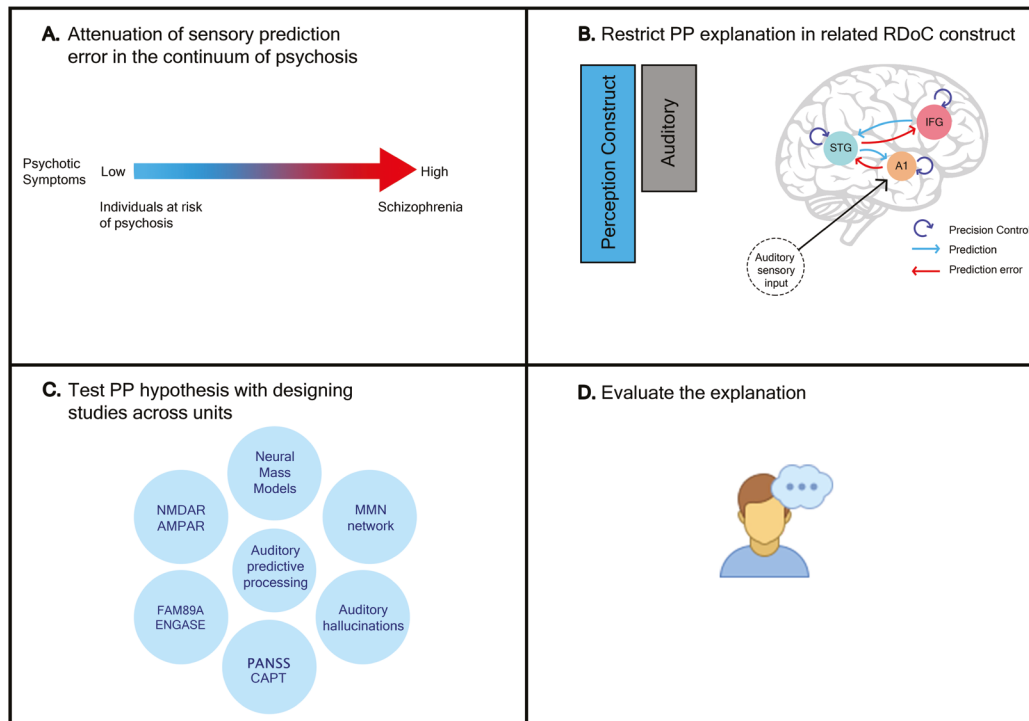 A. Attenuation of sensory prediction
error in the continuum of psychosis
Psychotic
Symptoms
Low
High
Individuals at risk
of psychosis
Schizophrenia
B. Restrict PP explanation in related RDoC construct
Perception Construct
Auditory
IFG
STG
A1
Auditory
sensory
input
Precision Control
Prediction
Prediction error
C. Test PP hypothesis with designing
studies across units
Neural
Mass
Models
NMDAR
AMPAR
MMN
network
Auditory
predictive
processing
FAM89A
ENGASE
Auditory
hallucinations
PANSS
CAPT
D. Evaluate the explanation